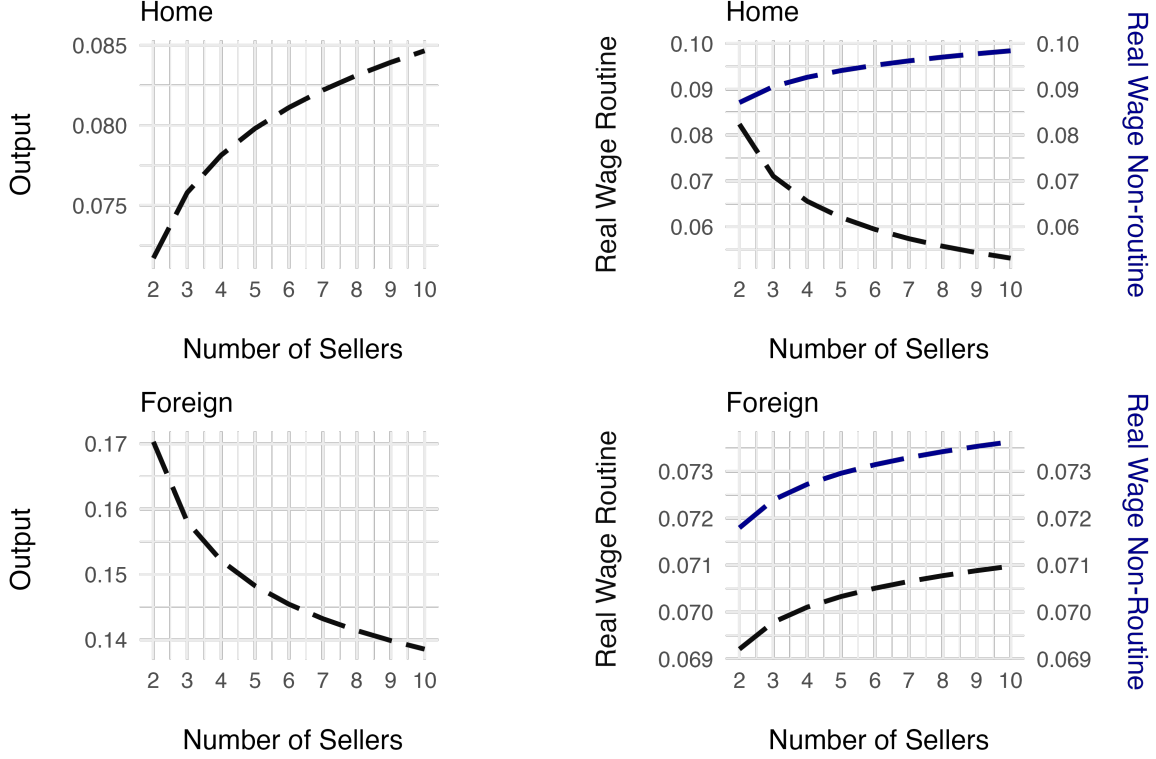 Home
Output
0.085
0.080
0.075
2 3 4 5 6 7 8 9 10
Number of Sellers
Home
Real Wage Routine
0.10
0.09
0.08
0.07
0.06
0.10
0.09
0.08
0.07
0.06
Real Wage Non-routine
2 3 4 5 6 7 8 9 10
Number of Sellers
Foreign
Output
0.17
0.16
0.15
0.14
2 3 4 5 6 7 8 9 10
Number of Sellers
Foreign
Real Wage Routine
0.073
0.072
0.071
0.070
0.069
0.073
0.072
0.071
0.070
0.069
Real Wage Non-Routine
2 3 4 5 6 7 8 9 10
Number of Sellers